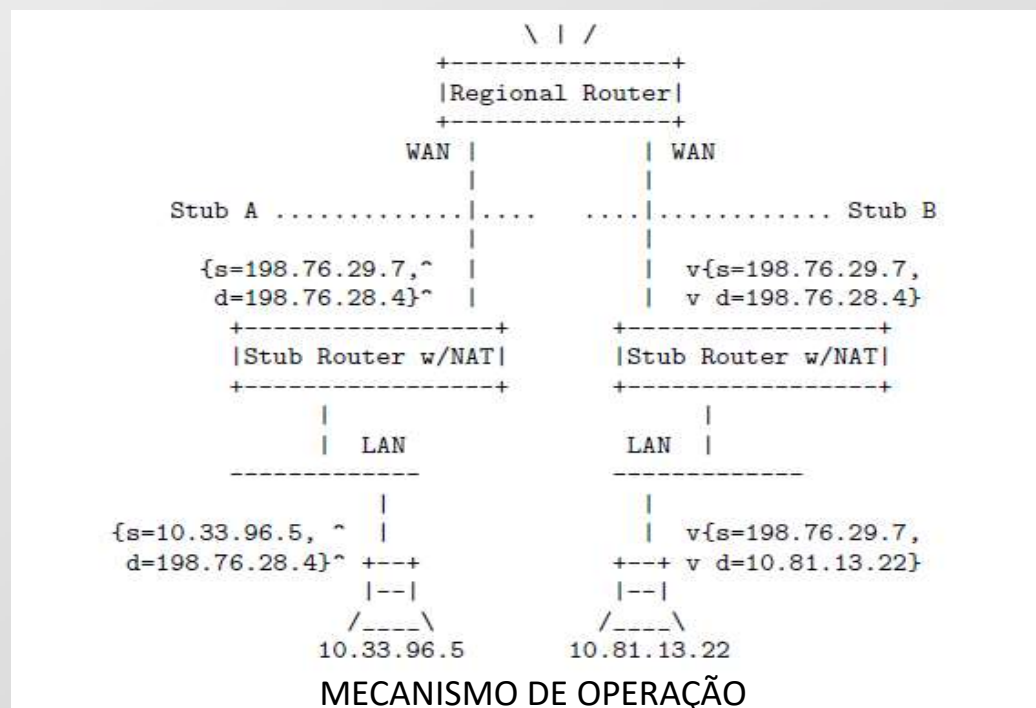 \ | /
+---------------+
|Regional Router|
+---------------+
WAN |           | WAN
|           |
Stub A .............|....   ....|............ Stub B
|           |
{s=198.76.29.7,^  |           |  v{s=198.76.29.7,
d=198.76.28.4}^  |           |  v d=198.76.28.4}
+-----------------+       +-----------------+
|Stub Router w/NAT|       |Stub Router w/NAT|
+-----------------+       +-----------------+
|                         |
|  LAN               LAN  |
-------------             -------------
|                 |
{s=10.33.96.5, ^  |                 |  v{s=198.76.29.7,
d=198.76.28.4}^ +--+               +--+ v d=10.81.13.22}
|--|               |--|
/____\             /____\
10.33.96.5       10.81.13.22
MECANISMO DE OPERAÇÃO